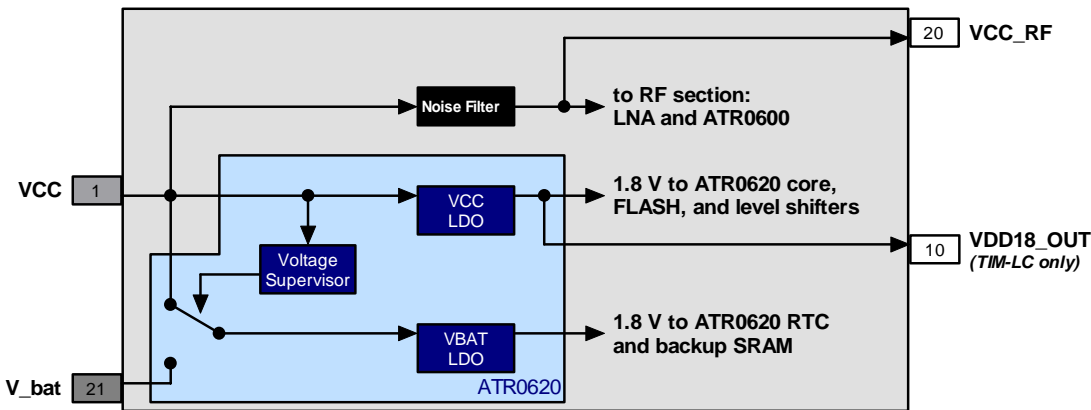 20
VCC_RF
Noise Filter
to RF section:
LNA and ATR0600
VCC
1
VCC
LDO
1.8 V to ATR0620 core,
FLASH, and level shifters
Voltage
Supervisor
10
VDD18_OUT
(TIM-LC only)
VBAT
LDO
1.8 V to ATR0620 RTC
and backup SRAM
V_bat
21
ATR0620